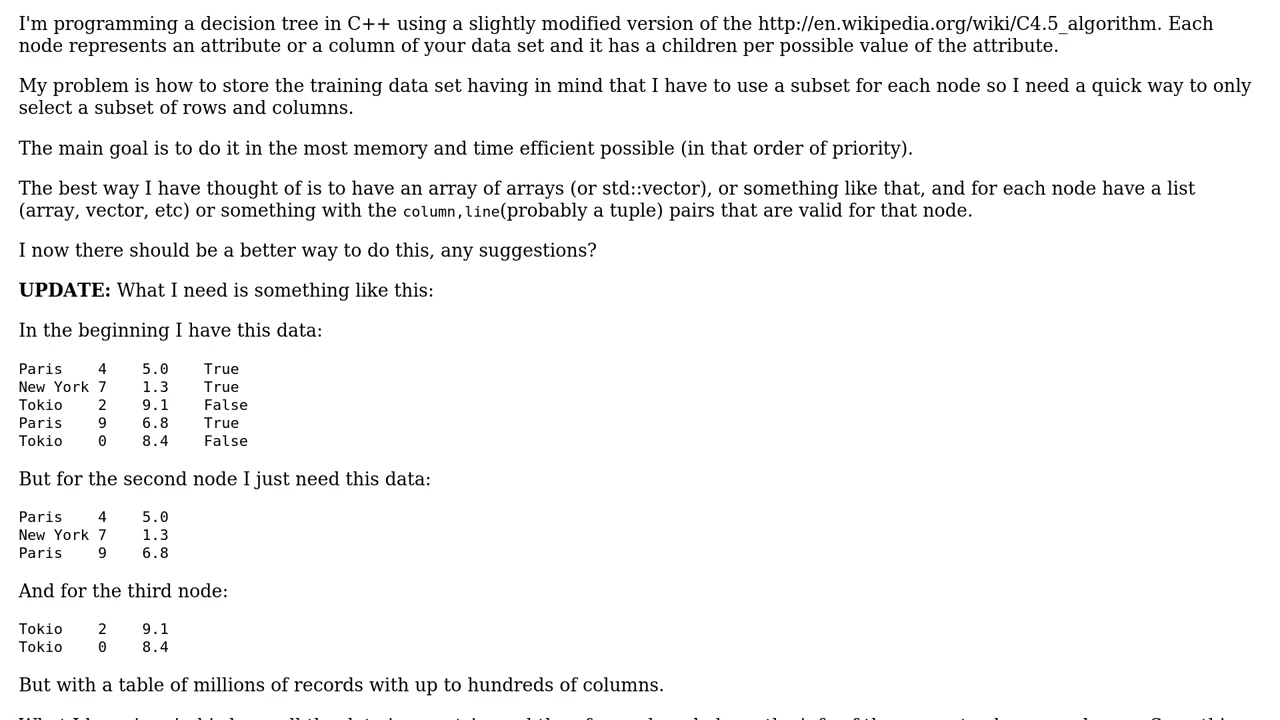 I'm programming a decision tree in C++ using a slightly modified version of the http://en.wikipedia.org/wiki/C4.5_algorithm. Each
node represents an attribute or a column of your data set and it has a children per possible value of the attribute.
My problem is how to store the training data set having in mind that I have to use a subset for each node so I need a quick way to only
select a subset of rows and columns.
The main goal is to do it in the most memory and time efficient possible (in that order of priority).
The best way I have thought of is to have an array of arrays (or std::vector), or something like that, and for each node have a list
(array, vector, etc) or something with the column,line(probably a tuple) pairs that are valid for that node.
I now there should be a better way to do this, any suggestions?
UPDATE: What I need is something like this:
In the beginning I have this data:
Paris    4    5.0    True
New York 7    1.3    True
Tokio    2    9.1    False
Paris    9    6.8    True
Tokio    0    8.4    False
But for the second node I just need this data:
Paris    4    5.0
New York 7    1.3
Paris    9    6.8
And for the third node:
Tokio    2    9.1
Tokio    0    8.4
But with a table of millions of records with up to hundreds of columns.